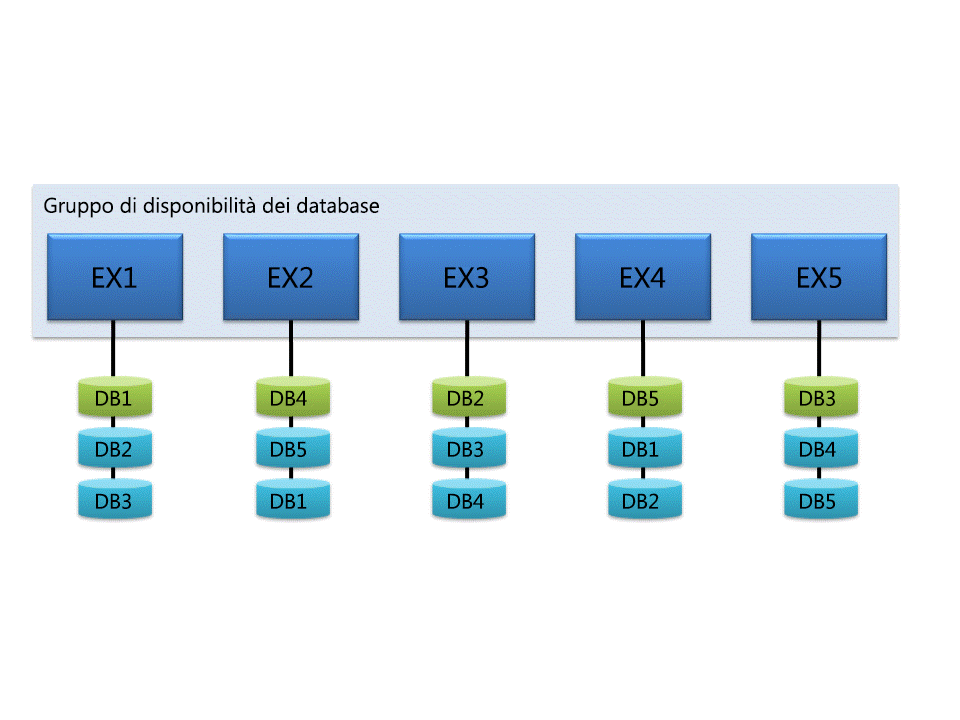 Gruppo di disponibilità dei database
EX1 EX2 EX3 EX4 EX5
DB1 DB4 DB2 DB5 DB3
DB2 DB5 DB3 DB1 DB4
DB3 DB1 DB4 DB2 DB5